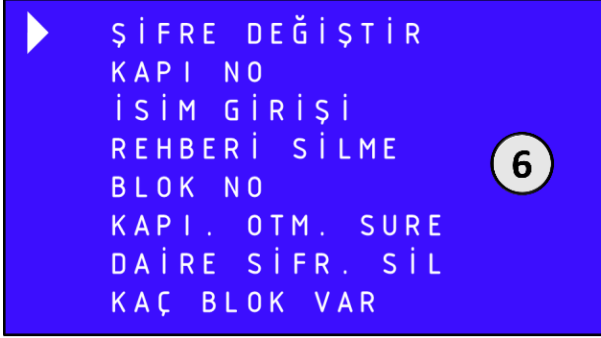 ŞİFRE DEĞİŞTİR
KAPI NO
İSİM GİRİŞİ
REHBERİ SİLME
6
BLOK NO
KAPI. OTM. SURE
DAİRE SİFR. SİL
KAÇ BLOK VAR